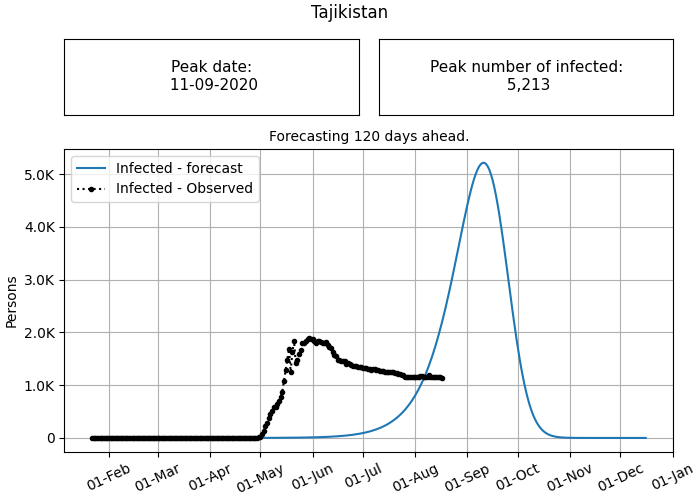 Tajikistan
Peak date:
11-09-2020
Peak number of infected:
5,213
Forecasting 120 days ahead.
Infected - forecast
Infected - Observed
Persons
5.0K
4.0K
3.0K
2.0K
1.0K
0
01-Feb
01-Mar
01-Apr
01-May
01-Jun
01-Jul
01-Aug
01-Sep
01-Oct
01-Nov
01-Dec
01-Jan